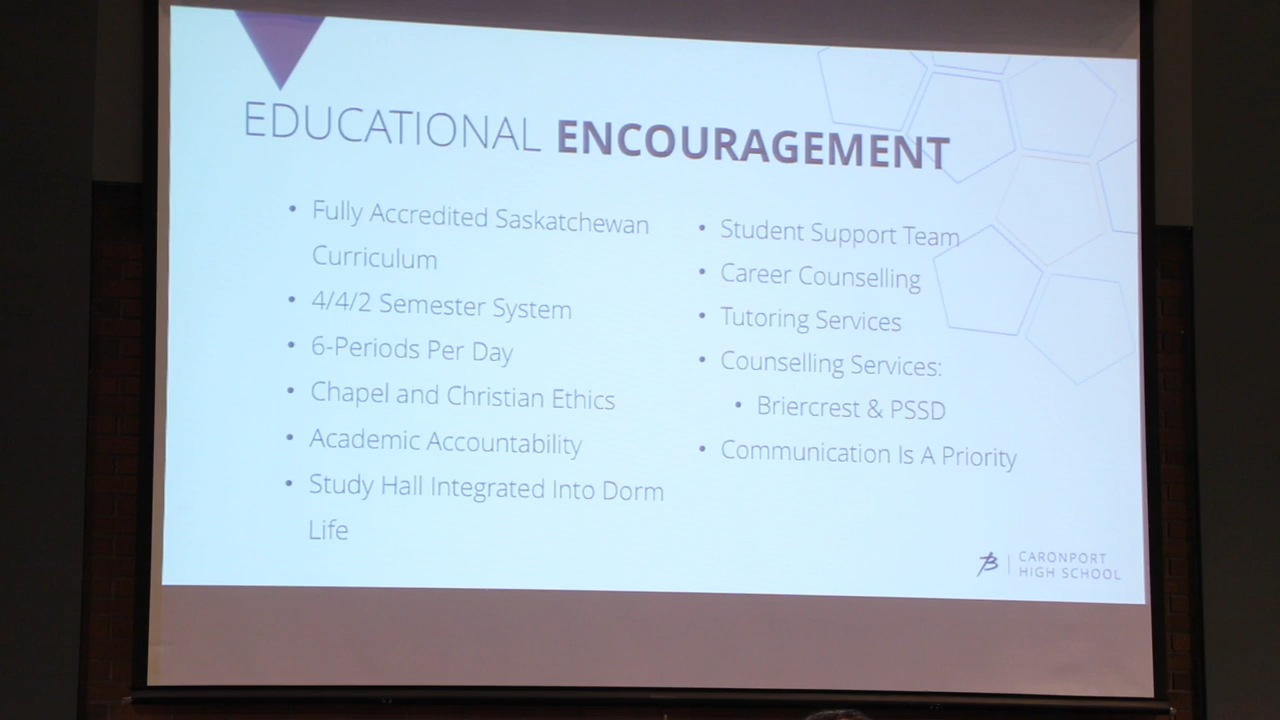 EDUCATIONAL ENCOURAGEMENT
• Fully Accredited Saskatchewan
Curriculum
• 4/4/2 Semester System
• 6-Periods Per Day
• Chapel and Christian Ethics
• Academic Accountability
• Study Hall Integrated Into Dorm
Life
• Student Support Team
• Career Counselling
• Tutoring Services
• Counselling Services:
• Briercrest & PSSD
• Communication Is A Priority
CARONPORT
HIGH SCHOOL